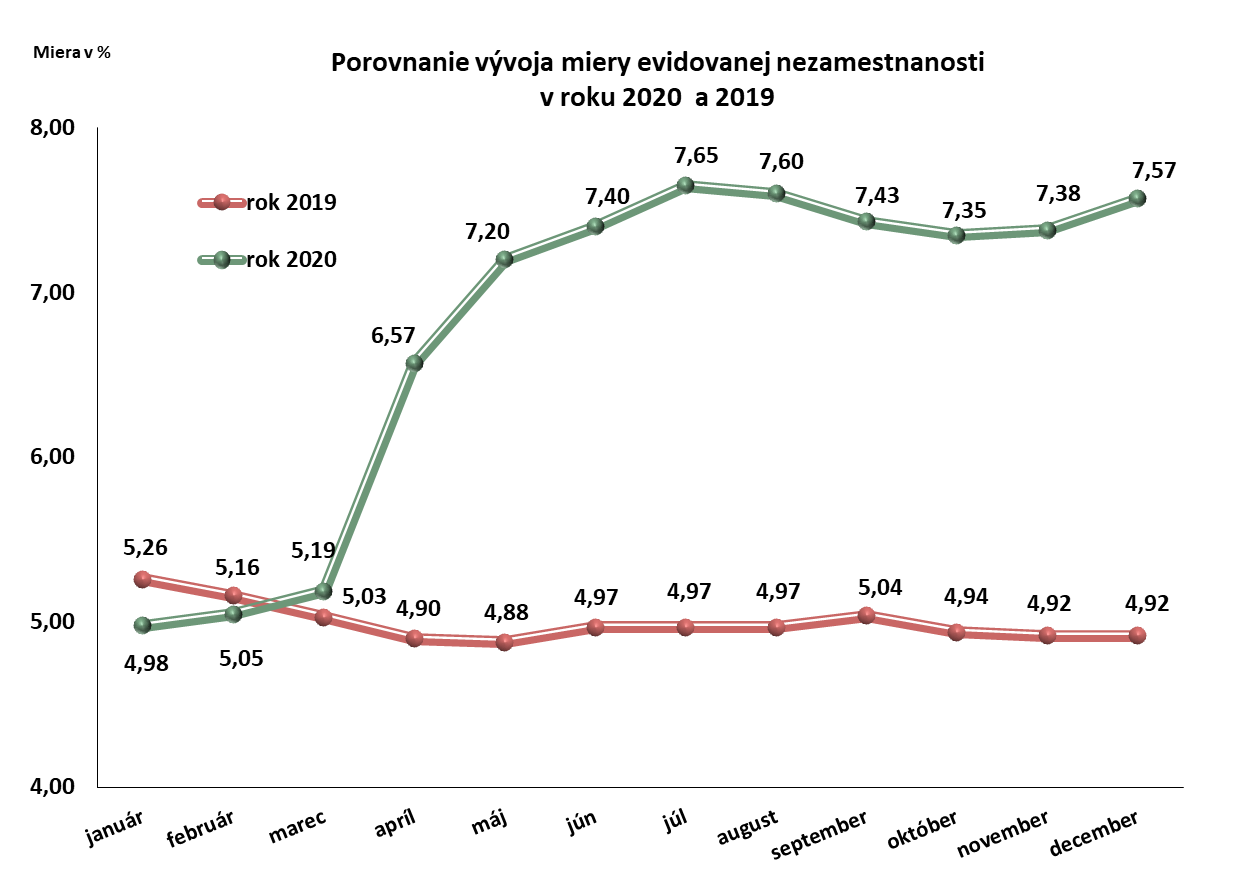 Miera v %
Porovnanie vývoja miery evidovanej nezamestnanosti
v roku 2020 a 2019
8,00
7,00
6,00
5,00
4,00
rok 2019
rok 2020
5,26
5,16
5,03
4,90
4,88
4,97
4,97
4,97
5,04
4,94
4,92
4,92
4,98
5,05
5,19
6,57
7,20
7,40
7,65
7,60
7,43
7,35
7,38
7,57
január
február
marec
apríl
máj
jún
júl
august
september
október
november
december